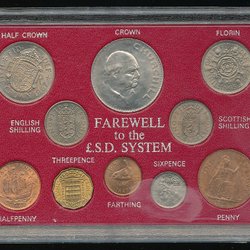 HALF CROWN
CROWN
FLORIN
CHURCHILL
ENGLISH
SHILLING
SCOTTISH
SHILLING
FAREWELL
to the
£.S.D. SYSTEM
THREEPENCE
SIXPENCE
HALFPENNY
FARTHING
PENNY